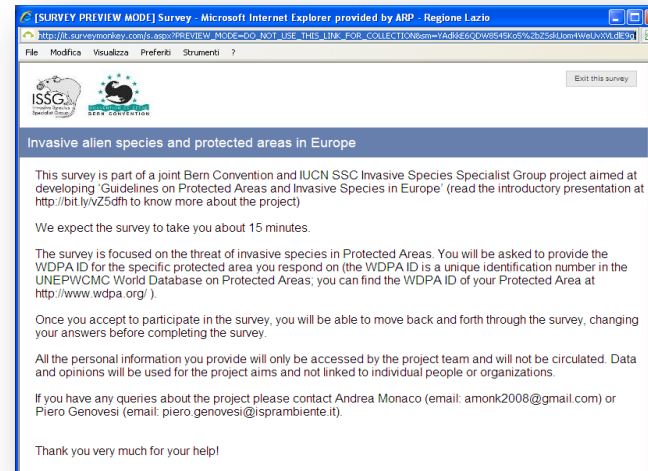 [SURVEY PREVIEW MODE] Survey - Microsoft Internet Explorer provided by ARP - Regione Lazio
File Modifica Visualizza Preferiti Strumenti ?
ISSG
BERN CONVENTION
Exit this survey
Invasive alien species and protected areas in Europe
This survey is part of a joint Bern Convention and IUCN SSC Invasive Species Specialist Group project aimed at
developing 'Guidelines on Protected Areas and Invasive Species in Europe' (read the introductory presentation at
http://bit.ly/vZ5dfh to know more about the project)
We expect the survey to take you about 15 minutes.
The survey is focused on the threat of invasive species in Protected Areas. You will be asked to provide the
WDPA ID for the specific protected area you respond on (the WDPA ID is a unique identification number in the
UNEPWCMC World Database on Protected Areas; you can find the WDPA ID of your Protected Area at
http://www.wdpa.org/ ).
Once you accept to participate in the survey, you will be able to move back and forth through the survey, changing
your answers before completing the survey.
All the personal information you provide will only be accessed by the project team and will not be circulated. Data
and opinions will be used for the project aims and not linked to individual people or organizations.
If you have any queries about the project please contact Andrea Monaco (email: amonk2008@gmail.com) or
Piero Genovesi (email: piero.genovesi@isprambiente.it).
Thank you very much for your help!